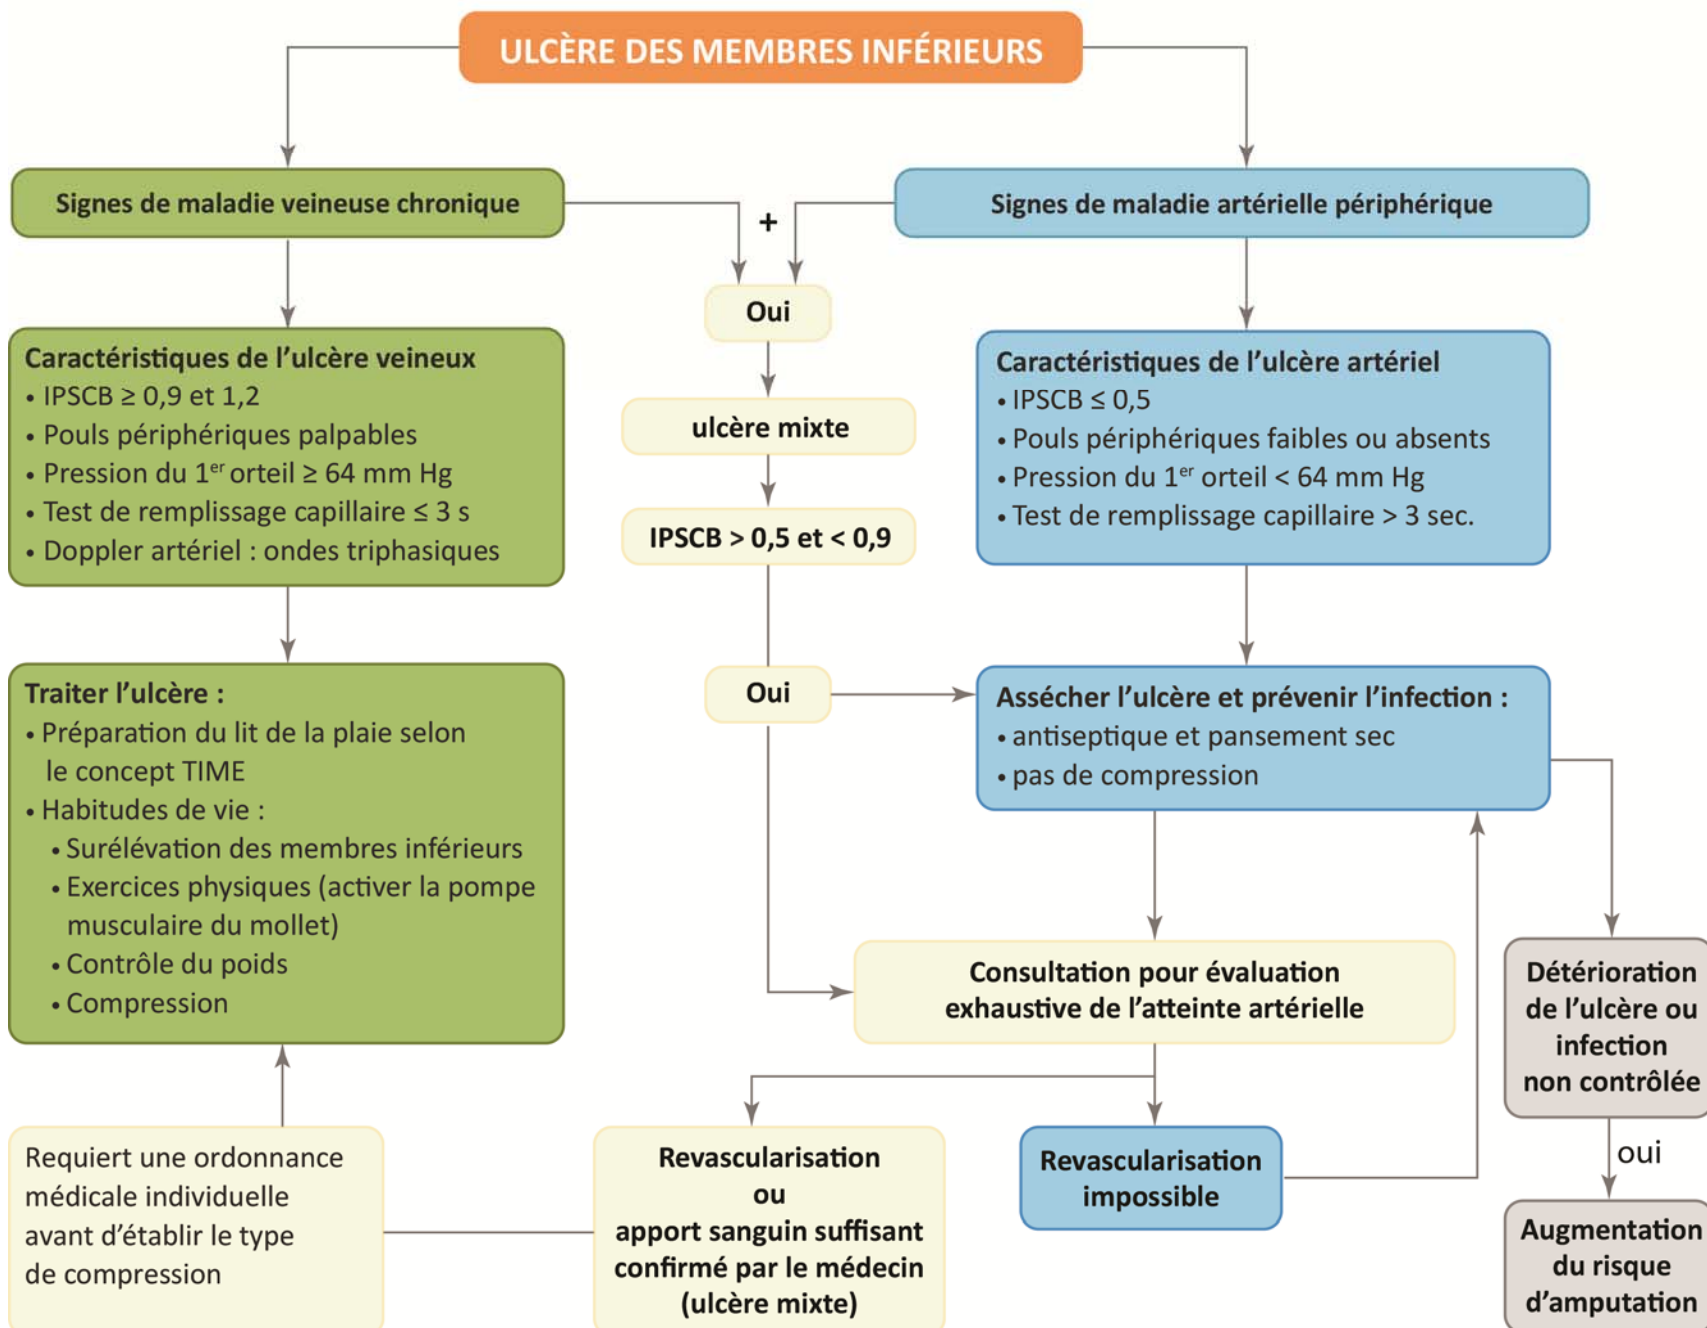 ULCÈRE DES MEMBRES INFÉRIEURS
Signes de maladie veineuse chronique
+
Signes de maladie artérielle périphérique
Oui
Caractéristiques de l’ulcère veineux
• IPSCB ≥ 0,9 et 1,2
• Pouls périphériques palpables
• Pression du 1er orteil ≥ 64 mm Hg
• Test de remplissage capillaire ≤ 3 s
• Doppler artériel : ondes triphasiques
ulcère mixte
IPSCB > 0,5 et < 0,9
Caractéristiques de l’ulcère artériel
• IPSCB ≤ 0,5
• Pouls périphériques faibles ou absents
• Pression du 1er orteil < 64 mm Hg
• Test de remplissage capillaire > 3 sec.
Traiter l’ulcère :
• Préparation du lit de la plaie selon
le concept TIME
• Habitudes de vie :
• Surélévation des membres inférieurs
• Exercices physiques (activer la pompe
musculaire du mollet)
• Contrôle du poids
• Compression
Oui
Assécher l’ulcère et prévenir l’infection :
• antiseptique et pansement sec
• pas de compression
Consultation pour évaluation
exhaustive de l’atteinte artérielle
Détérioration
de l’ulcère ou
infection
non contrôlée
oui
Requiert une ordonnance
médicale individuelle
avant d’établir le type
de compression
Revascularisation
ou
apport sanguin suffisant
confirmé par le médecin
(ulcère mixte)
Revascularisation
impossible
Augmentation
du risque
d’amputation